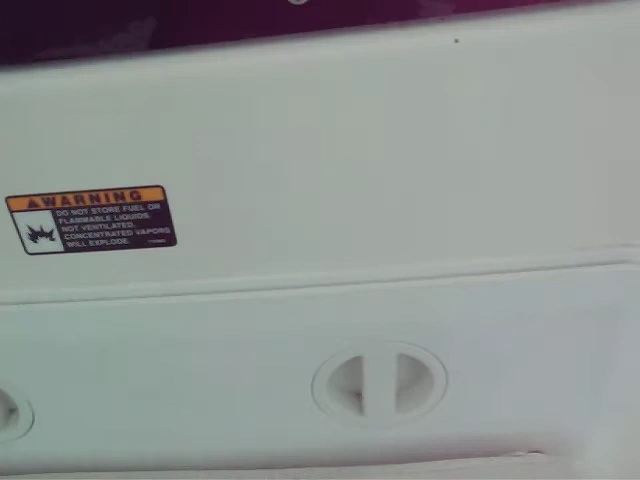 WARNING
DO NOT STORE FUEL OR
FLAMMABLE LIQUIDS.
NOT VENTILATED.
CONCENTRATED VAPORS
WILL EXPLODE.